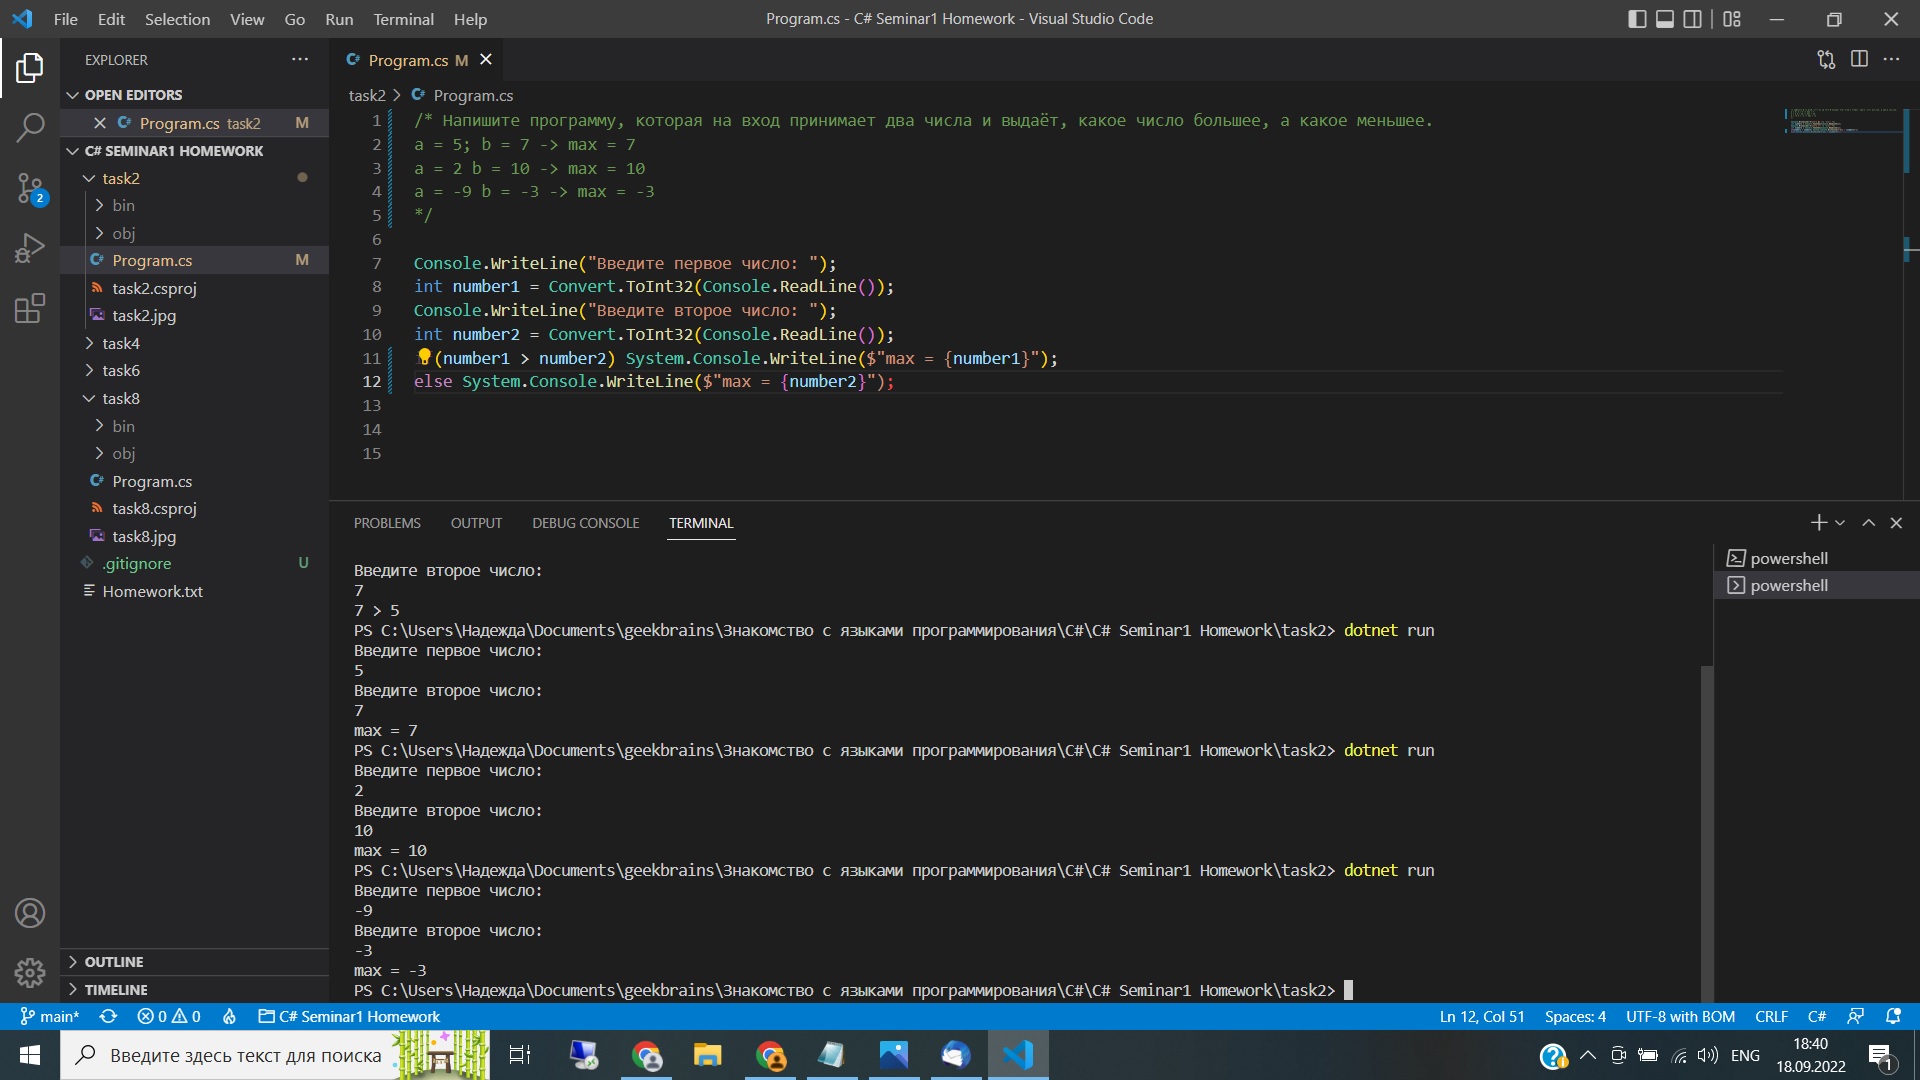 File Edit Selection View Go Run Terminal Help
Program.cs - C# Seminar1 Homework - Visual Studio Code
EXPLORER
OPEN EDITORS
Program.cs task2 M
C# SEMINAR1 HOMEWORK
task2
bin
obj
Program.cs M
task2.csproj
task2.jpg
task4
task6
task8
bin
obj
Program.cs
task8.csproj
task8.jpg
.gitignore U
Homework.txt
OUTLINE
TIMELINE
2
Program.cs M
task2 > Program.cs
1 /* Напишите программу, которая на вход принимает два числа и выдаёт, какое число большее, а какое меньшее.
2 a = 5; b = 7 -> max = 7
3 a = 2 b = 10 -> max = 10
4 a = -9 b = -3 -> max = -3
5 */
6
7 Console.WriteLine("Введите первое число: ");
8 int number1 = Convert.ToInt32(Console.ReadLine());
9 Console.WriteLine("Введите второе число: ");
10 int number2 = Convert.ToInt32(Console.ReadLine());
11 (number1 > number2) System.Console.WriteLine($"max = {number1}");
12 else System.Console.WriteLine($"max = {number2}");
13
14
15
PROBLEMS OUTPUT DEBUG CONSOLE TERMINAL
Введите второе число:
7
7 > 5
PS C:\Users\Надежда\Documents\geekbrains\Знакомство с языками программирования\C#\C# Seminar1 Homework\task2> dotnet run
Введите первое число:
5
Введите второе число:
7
max = 7
PS C:\Users\Надежда\Documents\geekbrains\Знакомство с языками программирования\C#\C# Seminar1 Homework\task2> dotnet run
Введите первое число:
2
Введите второе число:
10
max = 10
PS C:\Users\Надежда\Documents\geekbrains\Знакомство с языками программирования\C#\C# Seminar1 Homework\task2> dotnet run
Введите первое число:
-9
Введите второе число:
-3
max = -3
PS C:\Users\Надежда\Documents\geekbrains\Знакомство с языками программирования\C#\C# Seminar1 Homework\task2>
powershell
powershell
main* 0 0 C# Seminar1 Homework
Ln 12, Col 51 Spaces: 4 UTF-8 with BOM CRLF C#
Введите здесь текст для поиска
ENG
18:40
18.09.2022
1